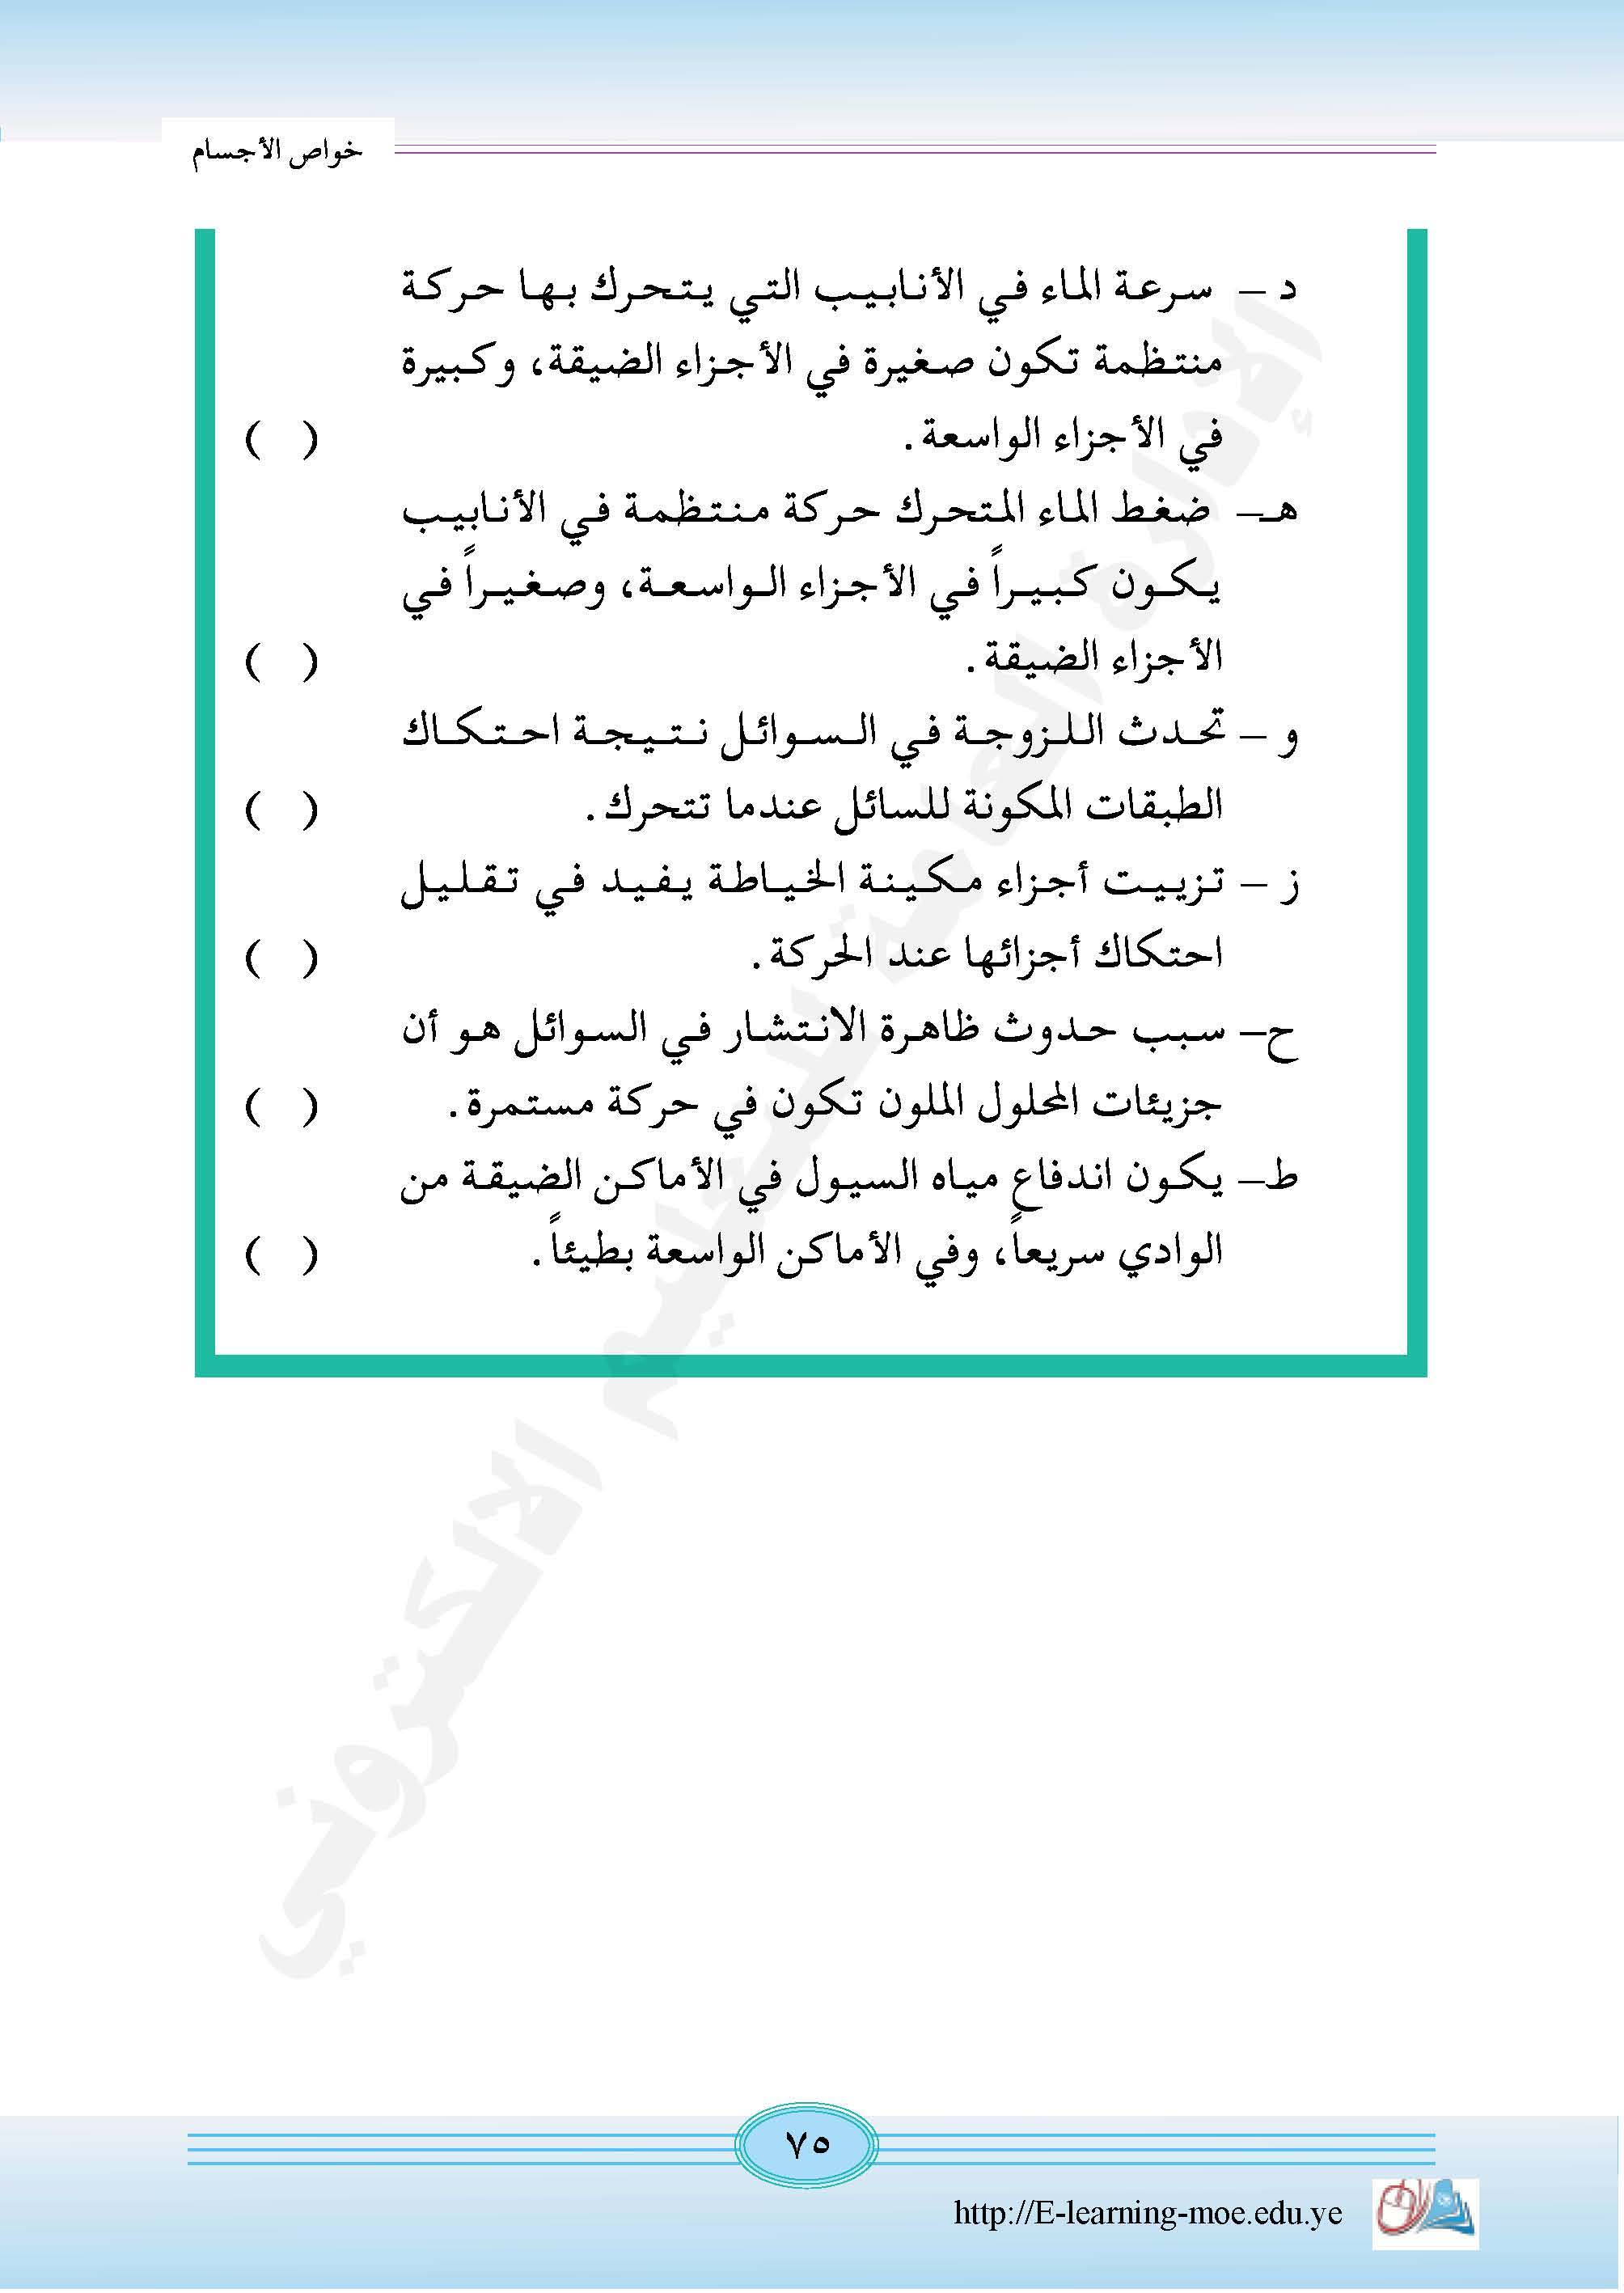 خواص الأجسام
د – سرعة الماء في الأنابيب التي يتحرك بها حركة
منتظمة تكون صغيرة في الأجزاء الضيقة، وكبيرة
في الأجزاء الواسعة. ( )
هـ– ضغط الماء المتحرك حركة منتظمة في الأنابيب
يكون كبيراً في الأجزاء الواسعة، وصغيراً في
الأجزاء الضيقة. ( )
و – تحدث اللزوجة في السوائل نتيجة احتكاك
الطبقات المكونة للسائل عندما تتحرك. ( )
ز – تزييت أجزاء مكينة الخياطة يفيد في تقليل
احتكاك أجزائها عند الحركة. ( )
ح– سبب حدوث ظاهرة الانتشار في السوائل هو أن
جزيئات المحلول الملون تكون في حركة مستمرة. ( )
ط– يكون اندفاع مياه السيول في الأماكن الضيقة من
الوادي سريعاً، وفي الأماكن الواسعة بطيئاً. ( )
الإدارة العامة للتعليم الالكتروني
٧٥
http://E-learning-moe.edu.ye